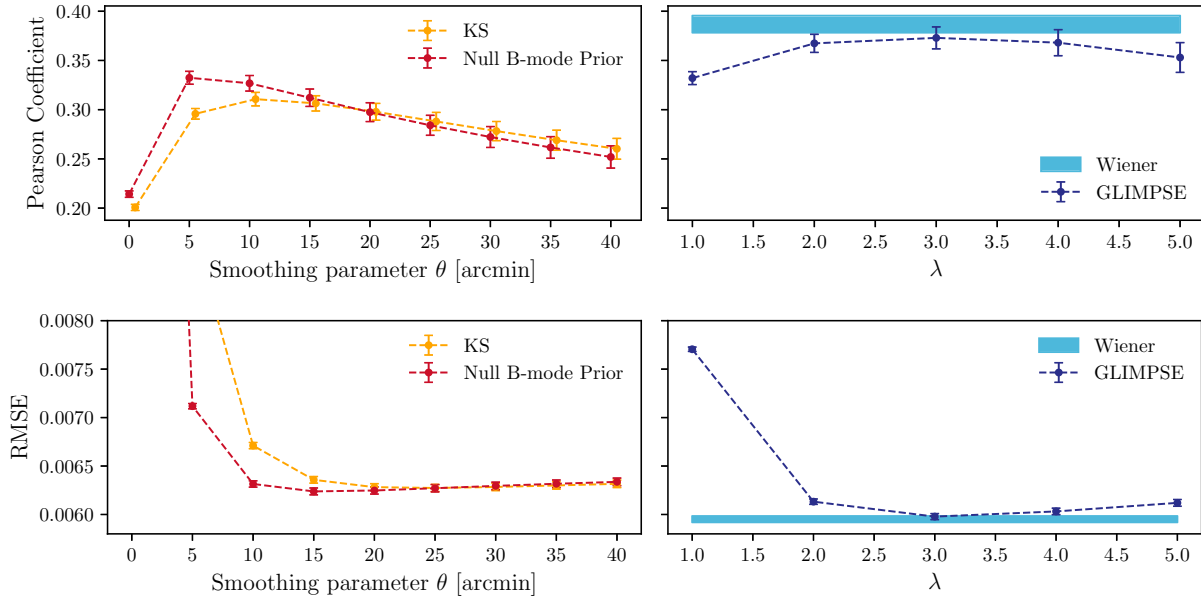 0.40
0.35
0.30
0.25
0.20
Pearson Coefficient
KS
Null B-mode Prior
0 5 10 15 20 25 30 35 40
Smoothing parameter θ [arcmin]
Wiener
GLIMPSE
1.0 1.5 2.0 2.5 3.0 3.5 4.0 4.5 5.0
λ
0.0080
0.0075
0.0070
0.0065
0.0060
RMSE
KS
Null B-mode Prior
0 5 10 15 20 25 30 35 40
Smoothing parameter θ [arcmin]
Wiener
GLIMPSE
1.0 1.5 2.0 2.5 3.0 3.5 4.0 4.5 5.0
λ